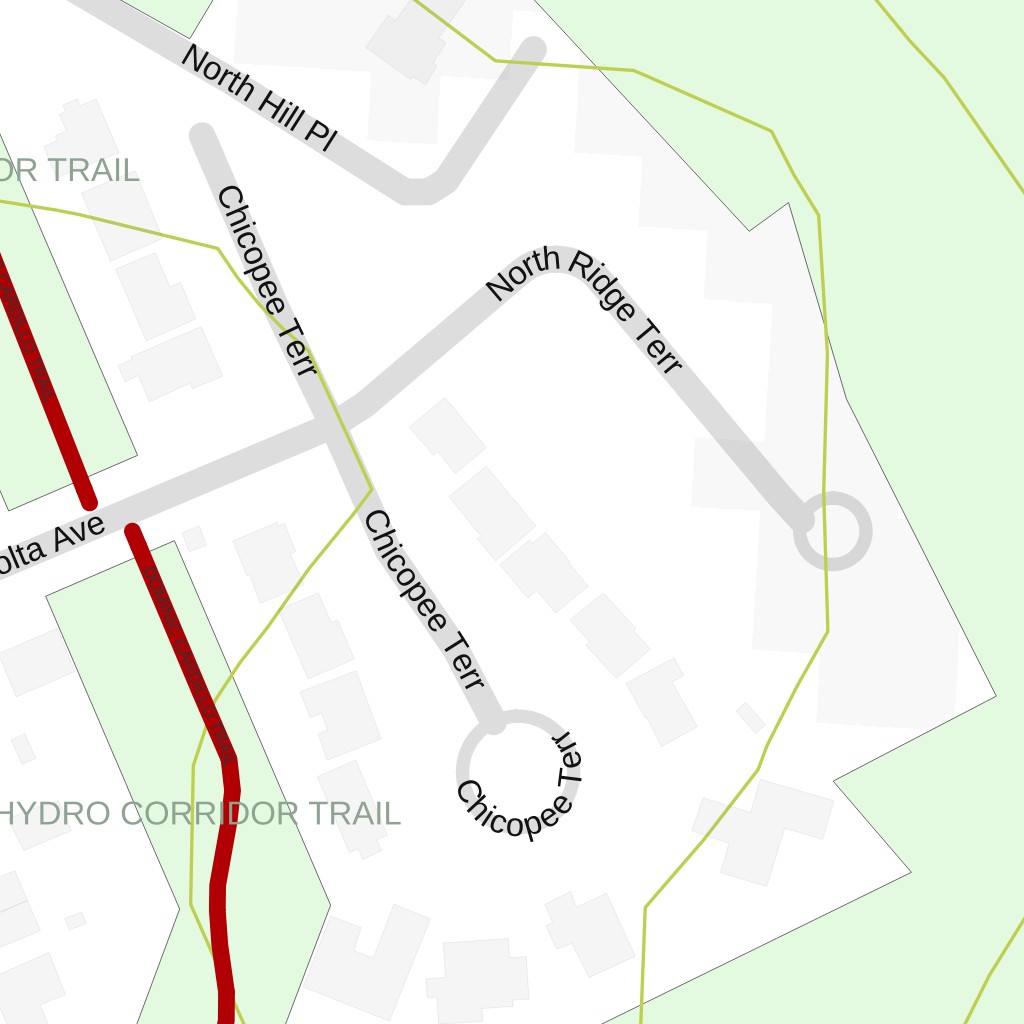 North Hill Pl
OR TRAIL
Chicopee Terr
North Ridge Terr
olta Ave
Chicopee Terr
Chicopee Terr
HYDRO CORRIDOR TRAIL